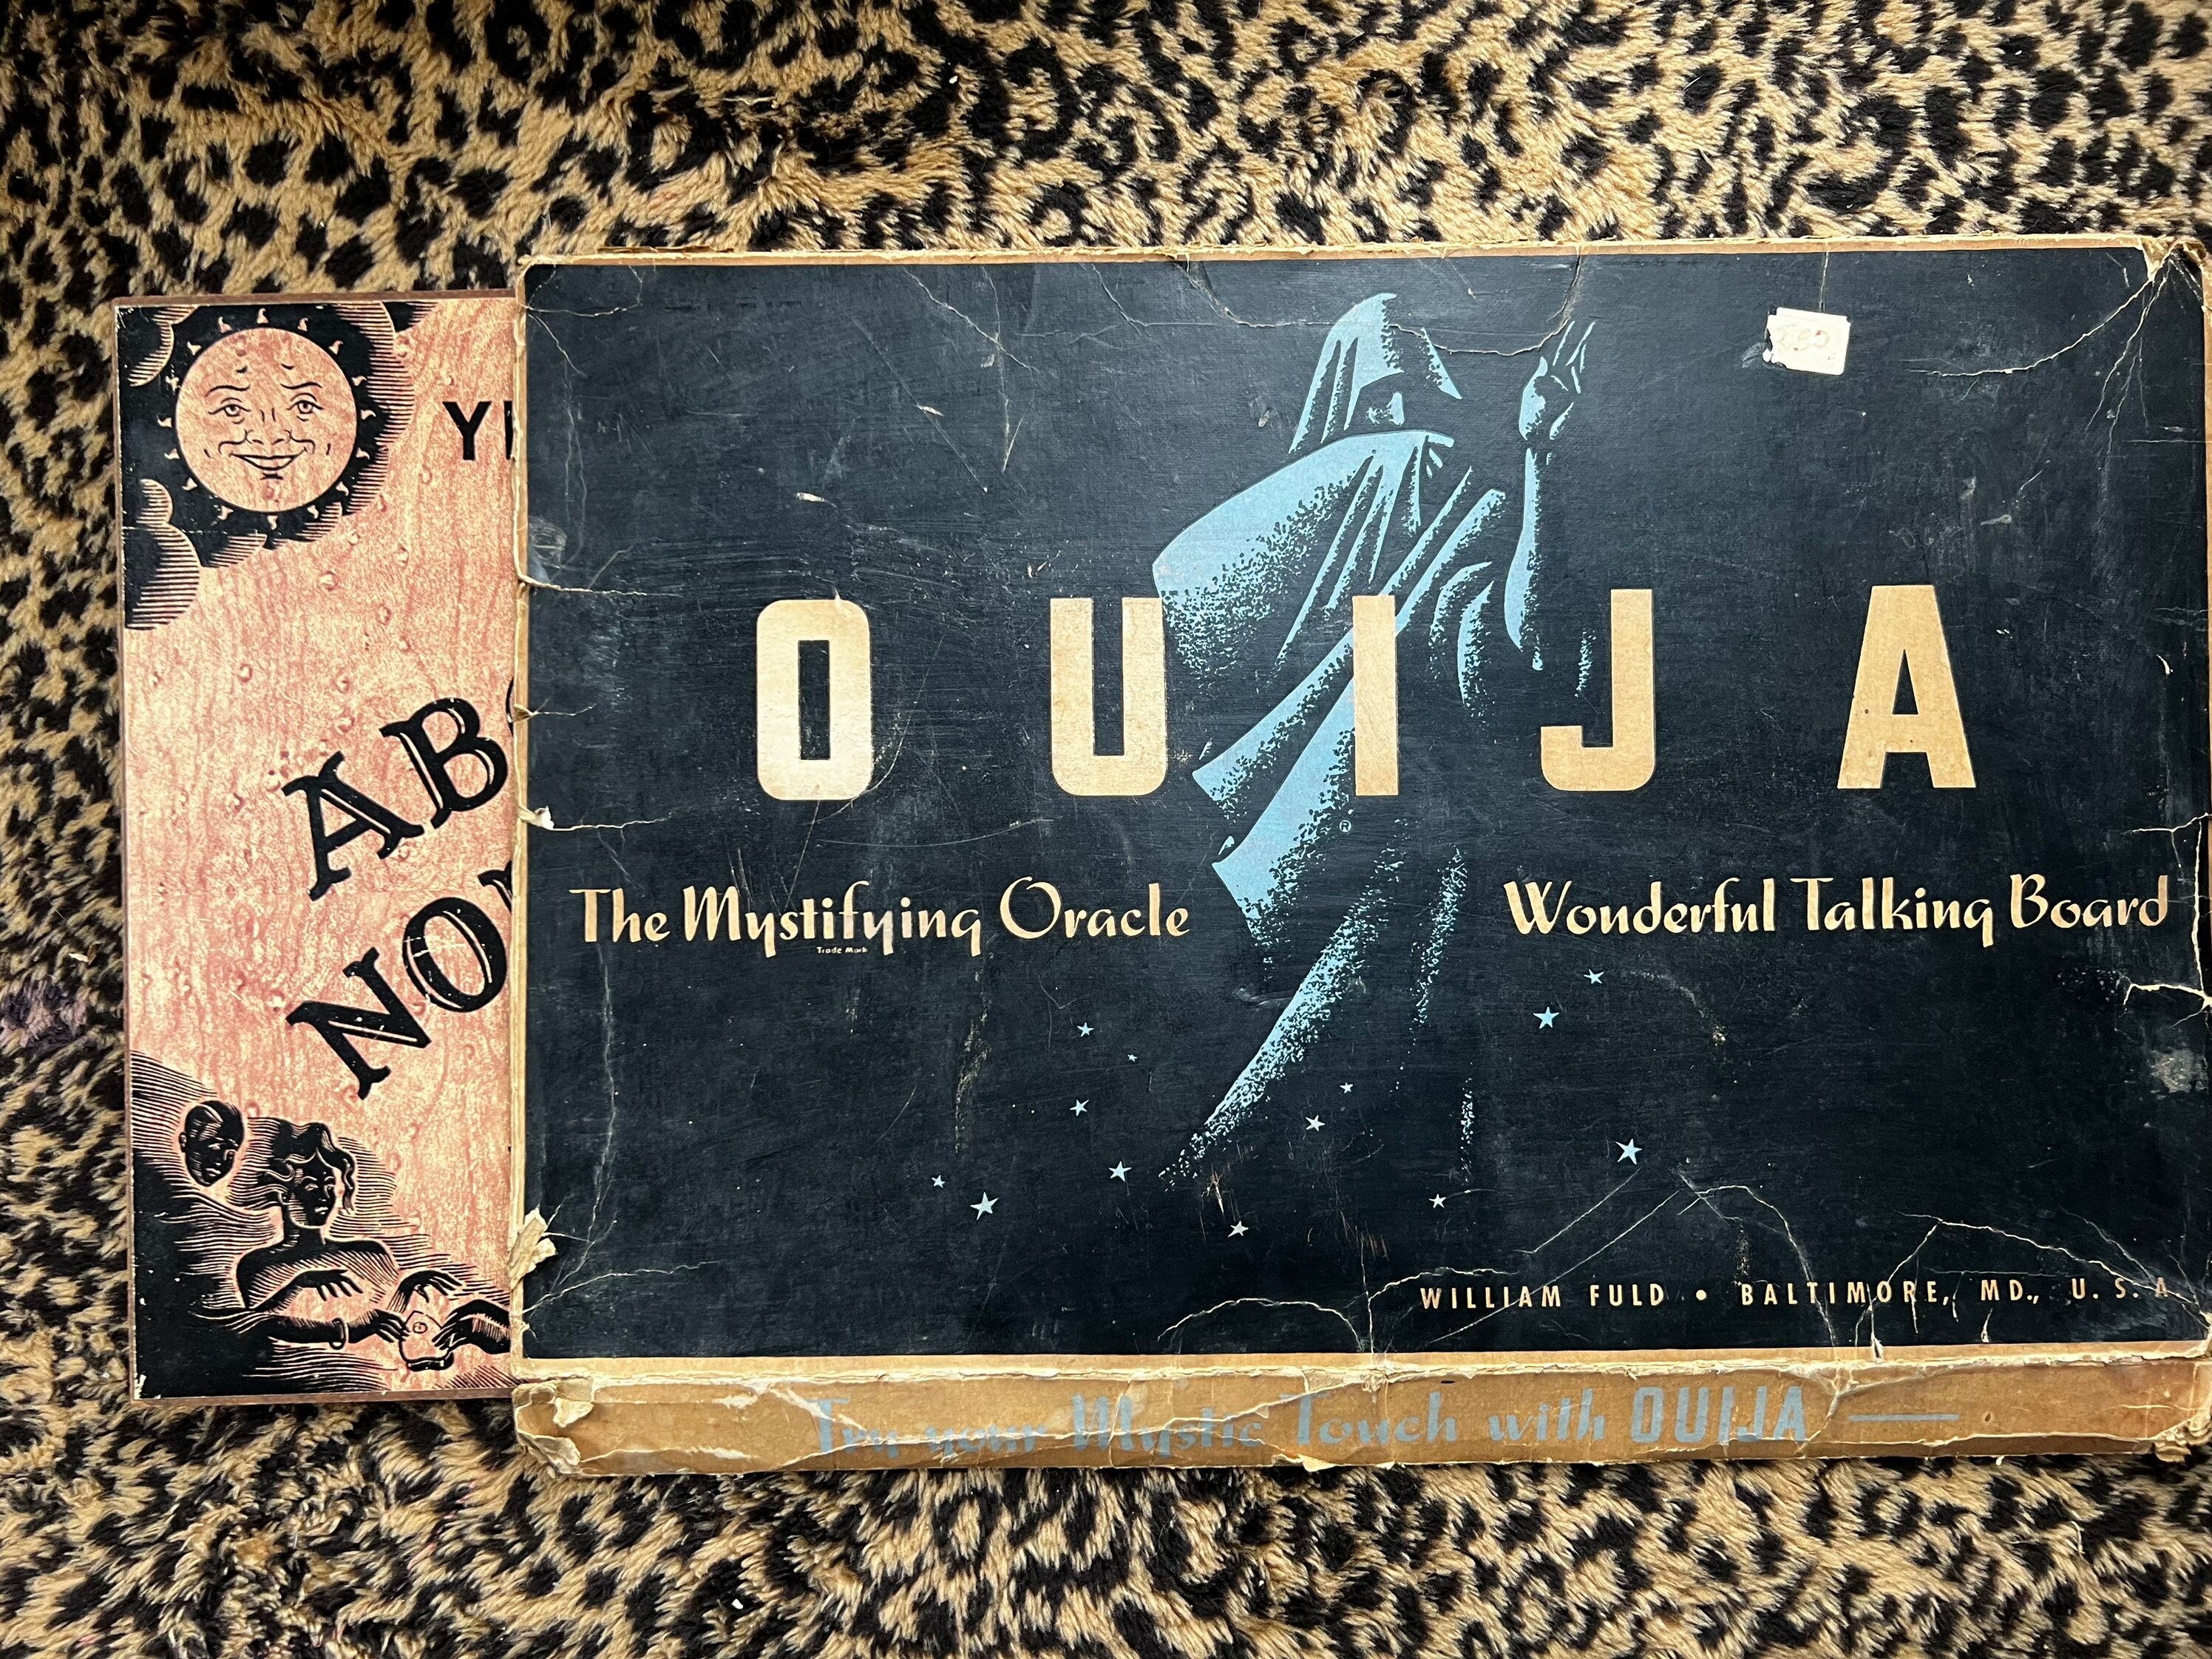 OUIJA
®
The Mystifying Oracle
Trade Mark
Wonderful Talking Board
WILLIAM FULD • BALTIMORE, MD., U. S. A.
Try your Mystic Touch with OUIJA —
Y
AB
NO